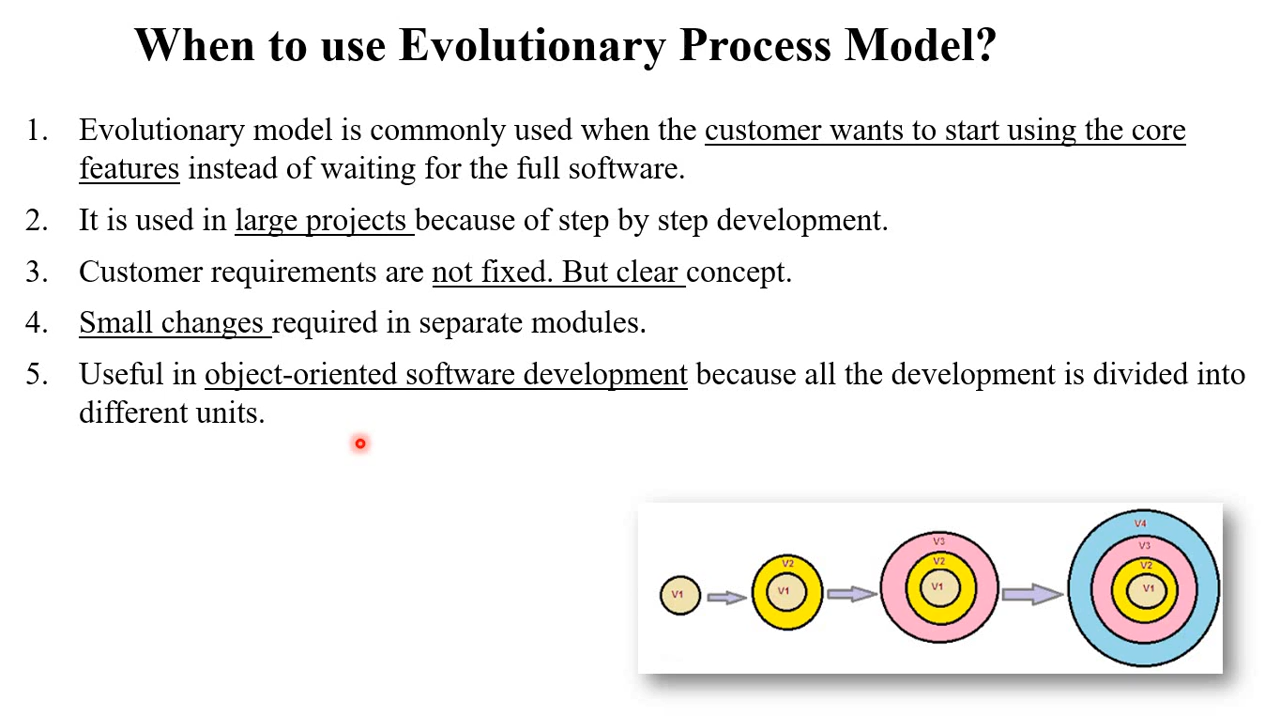 When to use Evolutionary Process Model?
1. Evolutionary model is commonly used when the customer wants to start using the core
features instead of waiting for the full software.
2. It is used in large projects because of step by step development.
3. Customer requirements are not fixed. But clear concept.
4. Small changes required in separate modules.
5. Useful in object-oriented software development because all the development is divided into
different units.
V1
V2
V1
V3
V2
V1
V4
V3
V2
V1